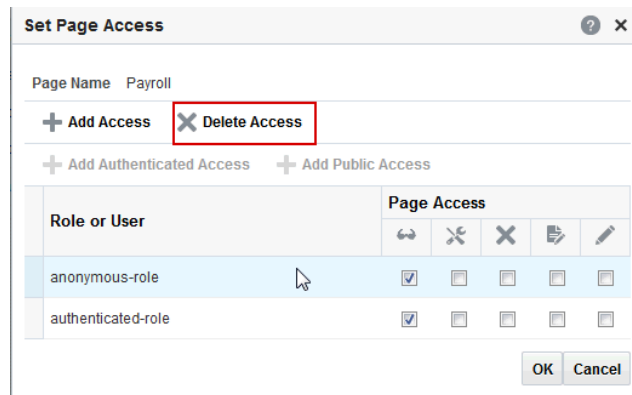 Set Page Access
Page Name Payroll
Add Access Delete Access
Add Authenticated Access Add Public Access
Role or User
Page Access
anonymous-role
authenticated-role
OK Cancel